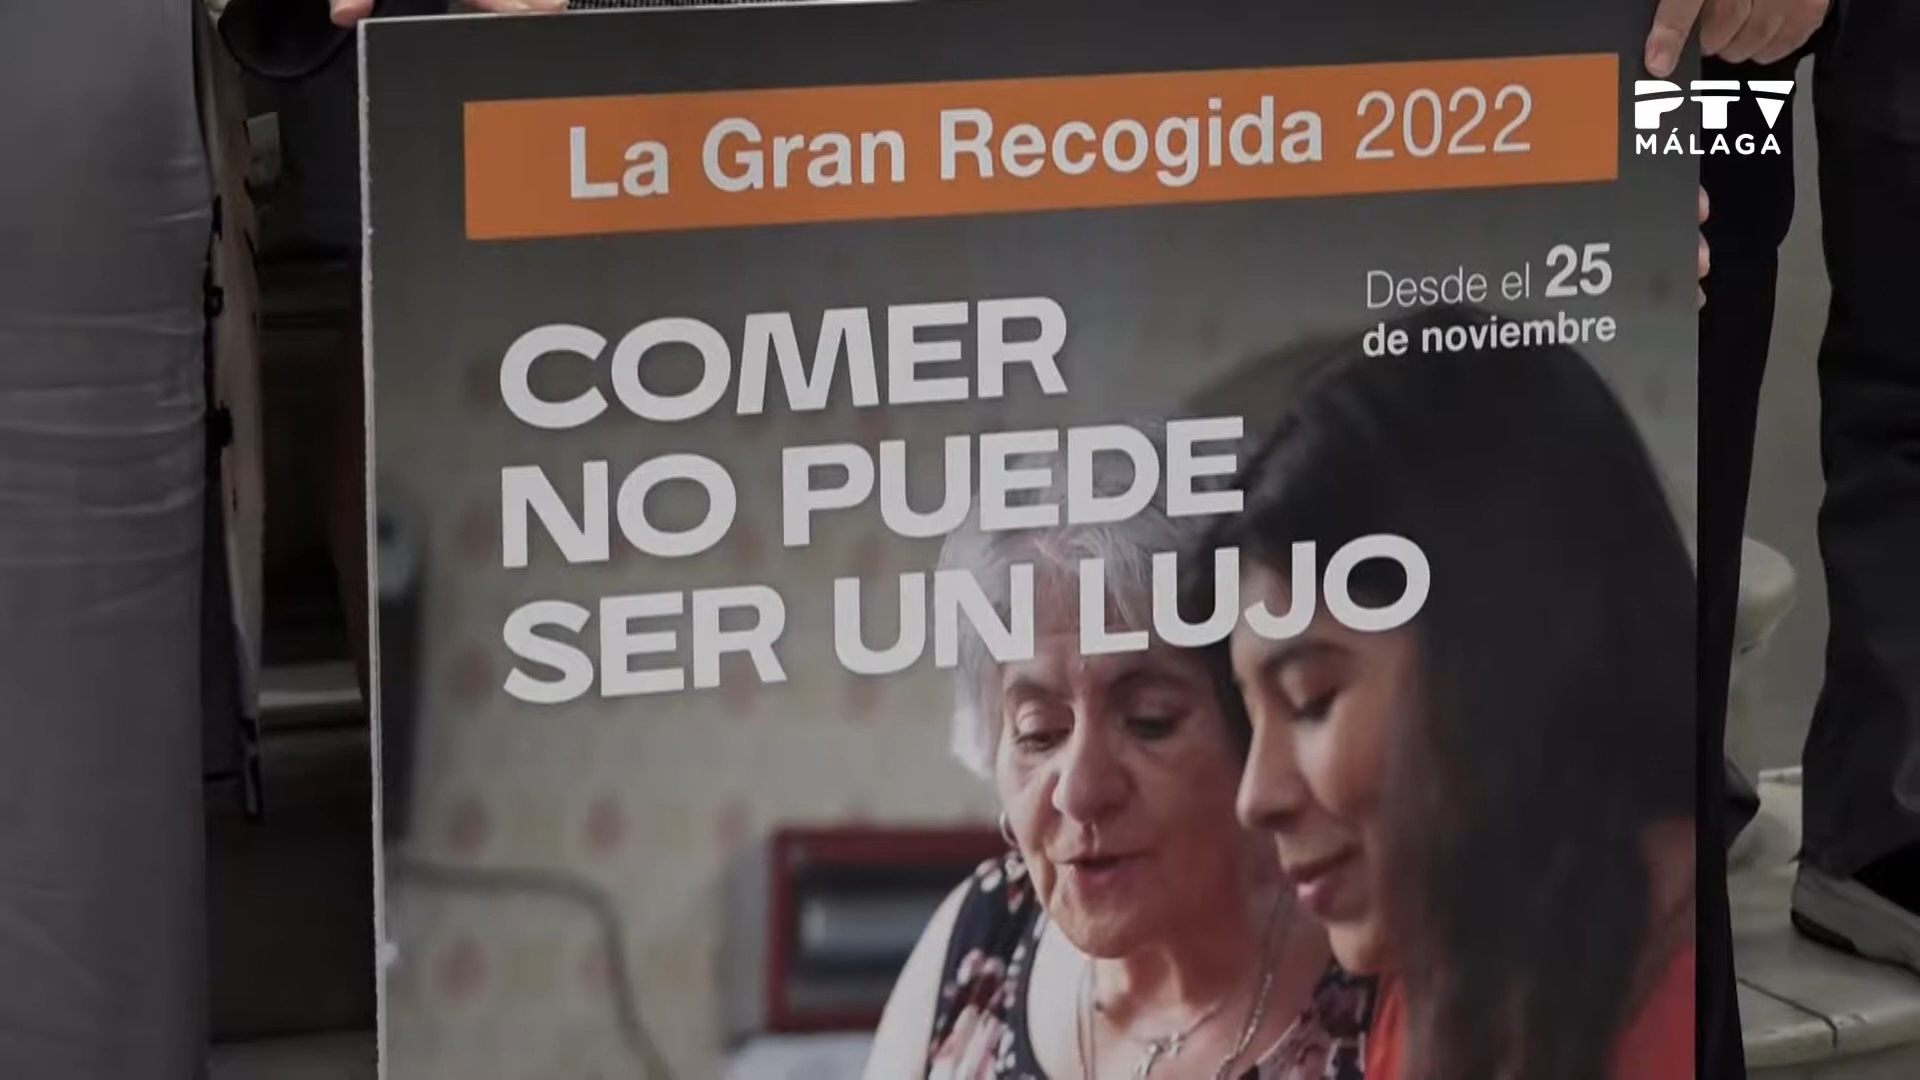 La Gran Recogida 2022
PTV
MÁLAGA
Desde el 25
de noviembre
COMER
NO PUEDE
SER UN LUJO